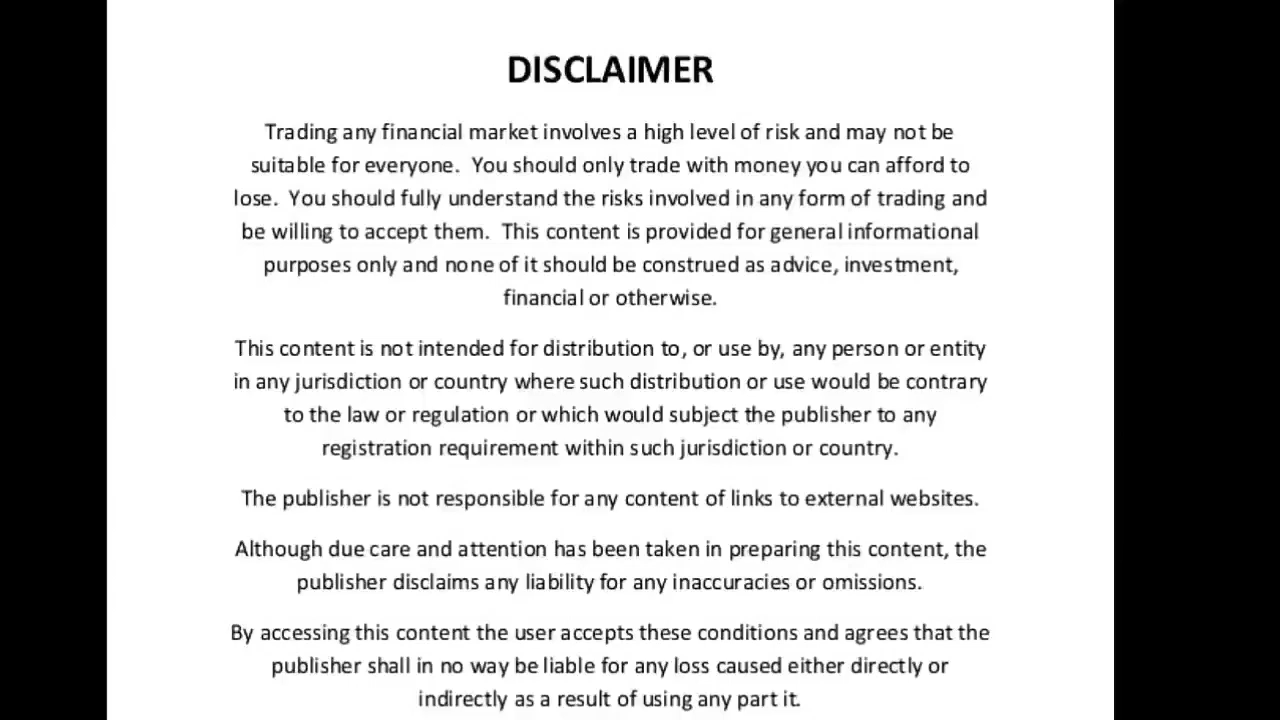 DISCLAIMER
Trading any financial market involves a high level of risk and may not be
suitable for everyone.  You should only trade with money you can afford to
lose.  You should fully understand the risks involved in any form of trading and
be willing to accept them.  This content is provided for general informational
purposes only and none of it should be construed as advice, investment,
financial or otherwise.
This content is not intended for distribution to, or use by, any person or entity
in any jurisdiction or country where such distribution or use would be contrary
to the law or regulation or which would subject the publisher to any
registration requirement within such jurisdiction or country.
The publisher is not responsible for any content of links to external websites.
Although due care and attention has been taken in preparing this content, the
publisher disclaims any liability for any inaccuracies or omissions.
By accessing this content the user accepts these conditions and agrees that the
publisher shall in no way be liable for any loss caused either directly or
indirectly as a result of using any part it.